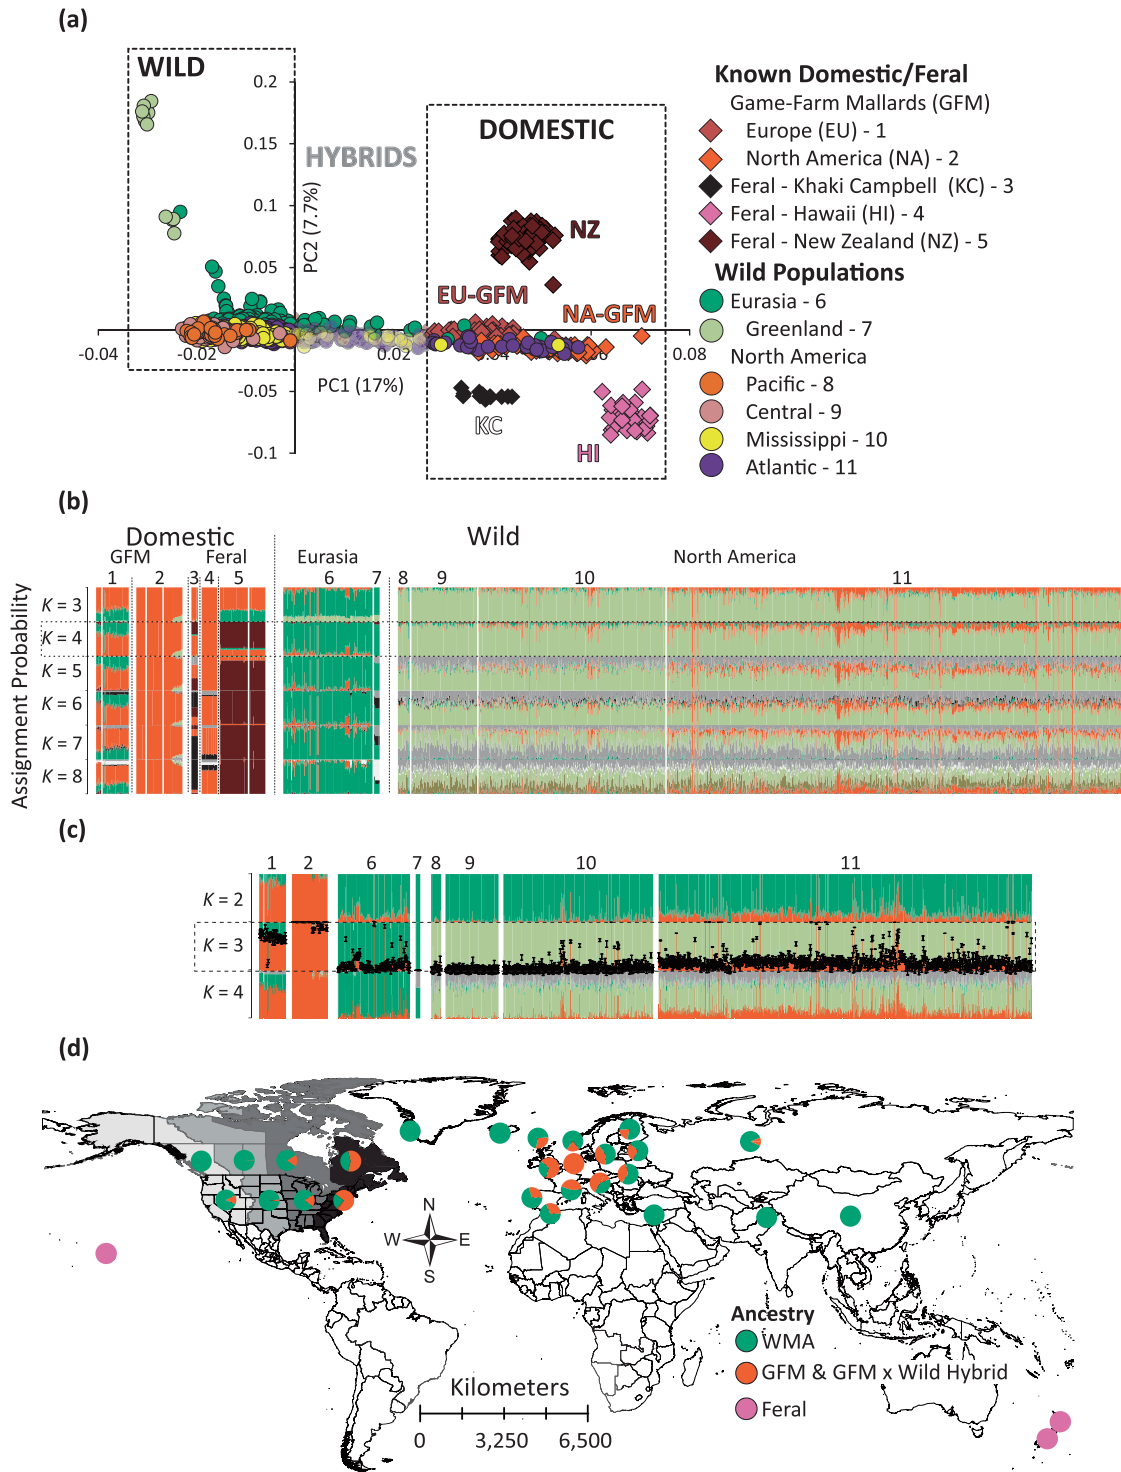 (a)
WILD
HYBRIDS
DOMESTIC
0.2
0.15
0.1
0.05
-0.05
-0.1
PC2 (7.7%)
NZ
EU-GFM
NA-GFM
-0.04
-0.02
0.02
0.08
PC1 (17%)
KC
HI
Known Domestic/Feral
Game-Farm Mallards (GFM)
Europe (EU) - 1
North America (NA) - 2
Feral - Khaki Campbell (KC) - 3
Feral - Hawaii (HI) - 4
Feral - New Zealand (NZ) - 5
Wild Populations
Eurasia - 6
Greenland - 7
North America
Pacific - 8
Central - 9
Mississippi - 10
Atlantic - 11
(b)
Domestic
Wild
GFM
Feral
Eurasia
North America
1 2 3 4 5 6 7 8 9 10 11
Assignment Probability
K = 3
K = 4
K = 5
K = 6
K = 7
K = 8
(c)
1 2 6 7 8 9 10 11
K = 2
K = 3
K = 4
(d)
N
W E
S
Kilometers
0 3,250 6,500
Ancestry
WMA
GFM & GFM x Wild Hybrid
Feral